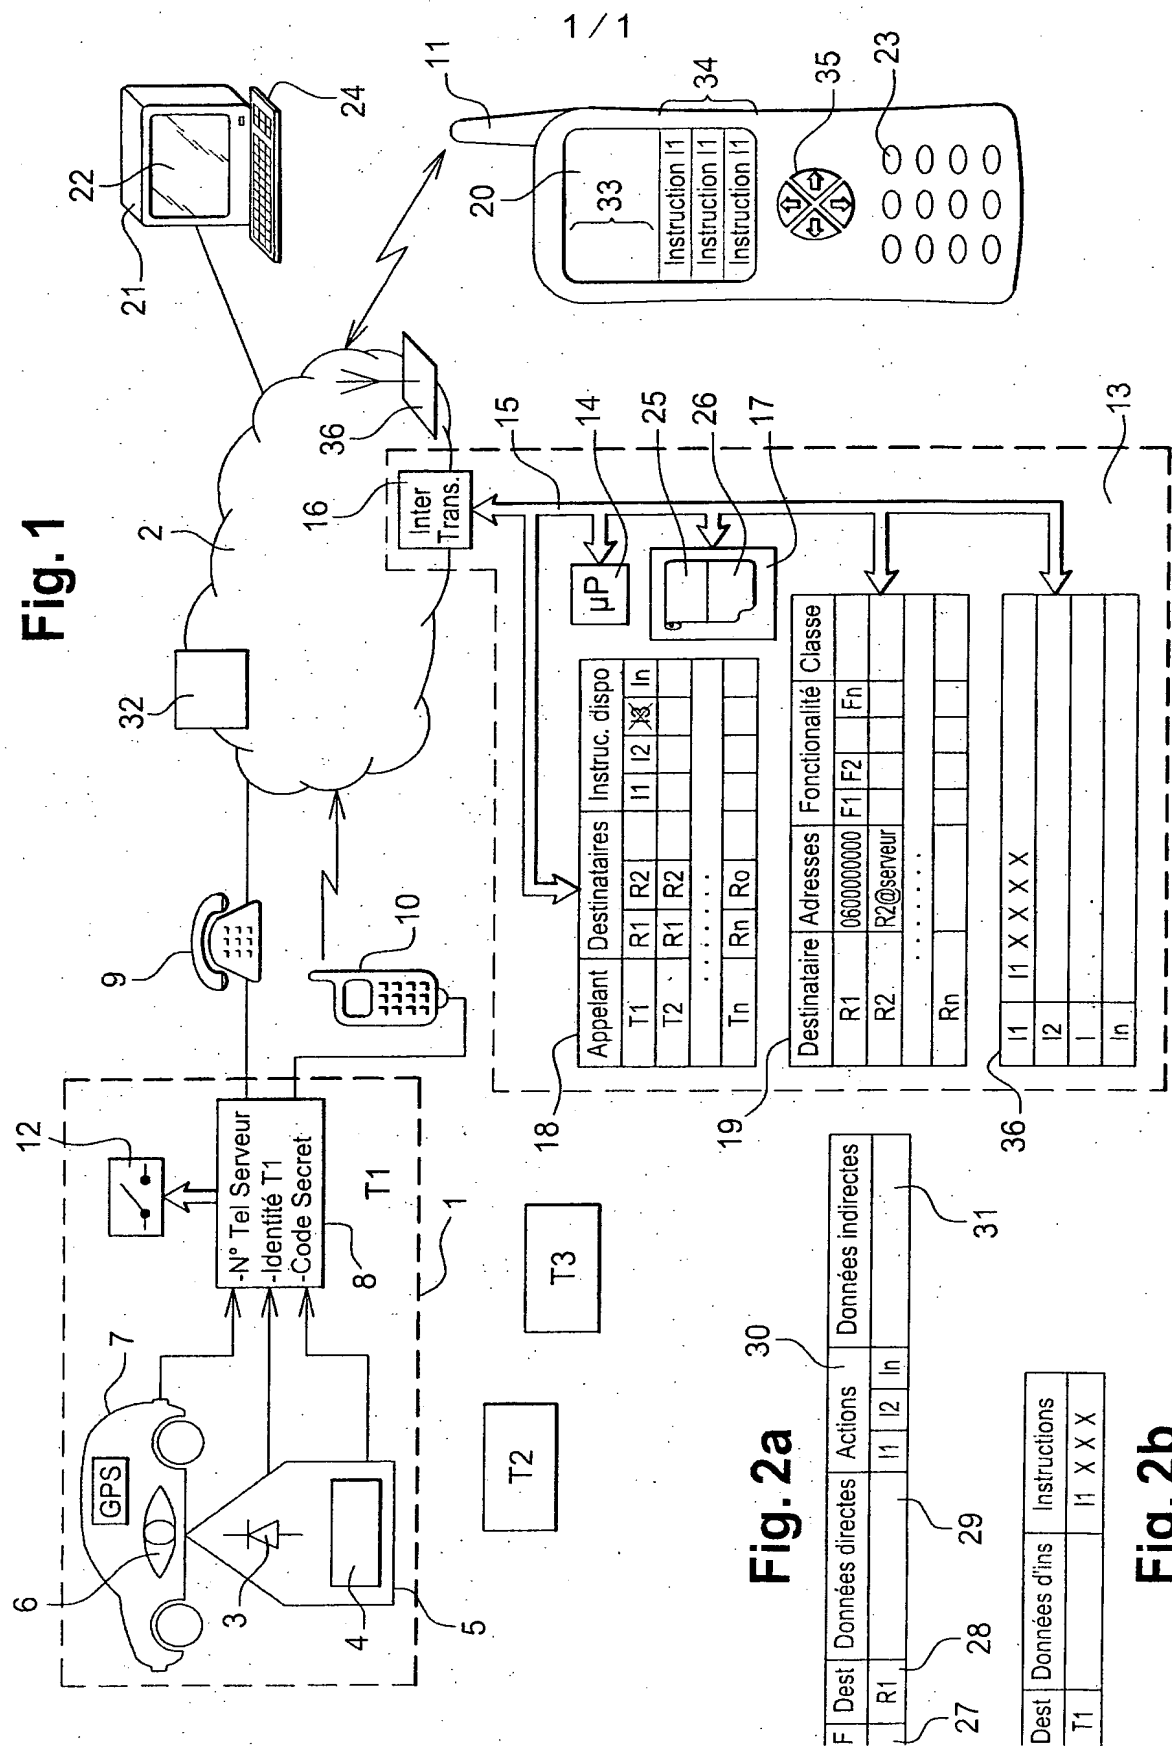 1/1
Fig. 1
22
21
24
11
20
33
Instruction I1
Instruction I1
Instruction I1
34
35
23
2
32
36
16
Inter
Trans.
15
µP
14
25
26
17
13
9
10
12
-N° Tel Serveur
-Identité T1
-Code Secret
8
T1
1
7
GPS
6
3
4
5
T2
T3
18
Appelant Destinataires Instruc. dispo
T1 R1 R2 I1 I2 X3 In
T2 R1 R2
Tn Rn Ro
19
Destinataire Adresses Fonctionalité Classe
R1 0600000000 F1 F2 Fn
R2 R2@serveur
Rn
36
I1 I1 X X X X X
I2
I
In
Fig. 2a
30
F Dest Données directes Actions Données indirectes
R1 I1 I2 In
27
28
29
31
Fig. 2b
Dest Données d'ins Instructions
T1 I1 X X X